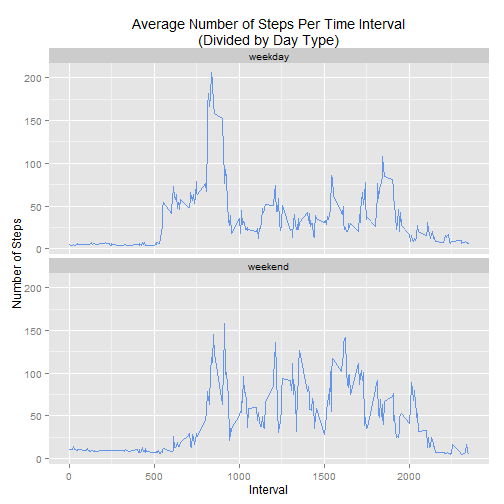 Average Number of Steps Per Time Interval
(Divided by Day Type)
weekday
200
150
100
50
0
weekend
200
150
100
50
0
Number of Steps
0 500 1000 1500 2000
Interval